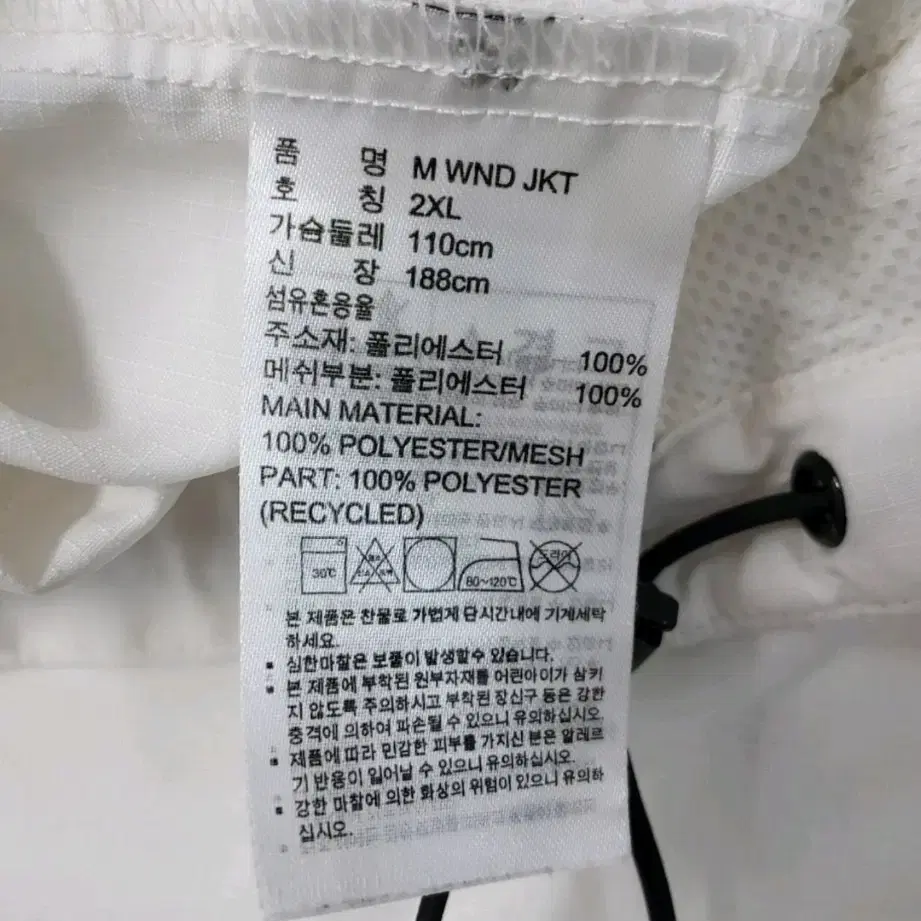 품 명 M WND JKT
호 칭 2XL
가슴둘레 110cm
신 장 188cm
섬유혼용율
주소재: 폴리에스터 100%
메쉬부분: 폴리에스터 100%
MAIN MATERIAL:
100% POLYESTER/MESH
PART: 100% POLYESTER
(RECYCLED)
30℃ 80~120℃ 드라이
본 제품은 찬물로 가볍게 단시간내에 기계세탁
하세요.
▪ 심한마찰은 보풀이 발생할수 있습니다.
▪ 본 제품에 부착된 원부자재를 어린아이가 삼키
지 않도록 주의하시고 부착된 장신구 등은 강한
충격에 의하여 파손될 수 있으니 유의하십시오.
▪ 제품에 따라 민감한 피부를 가지신 분은 알레르
기 반응이 일어날 수 있으니 유의하십시오.
▪ 강한 마찰에 의한 화상의 위험이 있으니 유의하
십시오.